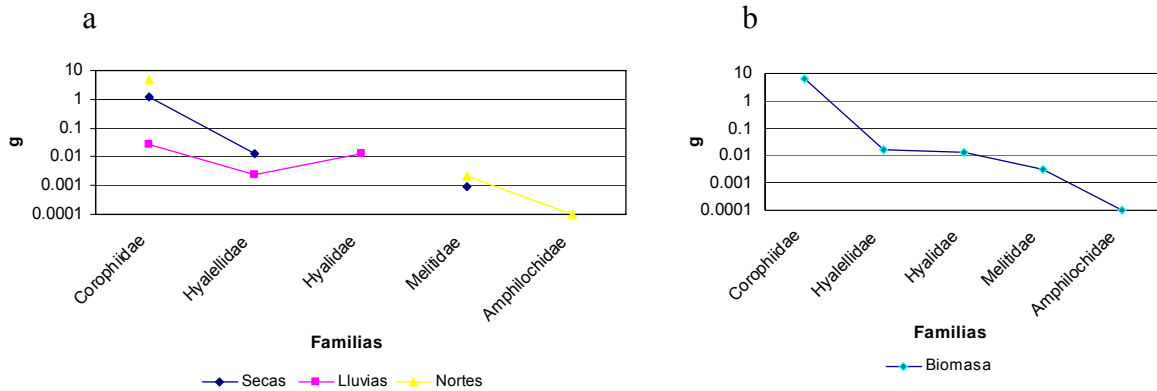 a
10
1
0.1
0.01
0.001
0.0001
g
Corophiidae
Hyalellidae
Hyalidae
Melitidae
Amphilochidae
Familias
Secas Lluvias Nortes
b
10
1
0.1
0.01
0.001
0.0001
g
Corophiidae
Hyalellidae
Hyalidae
Melitidae
Amphilochidae
Familias
Biomasa